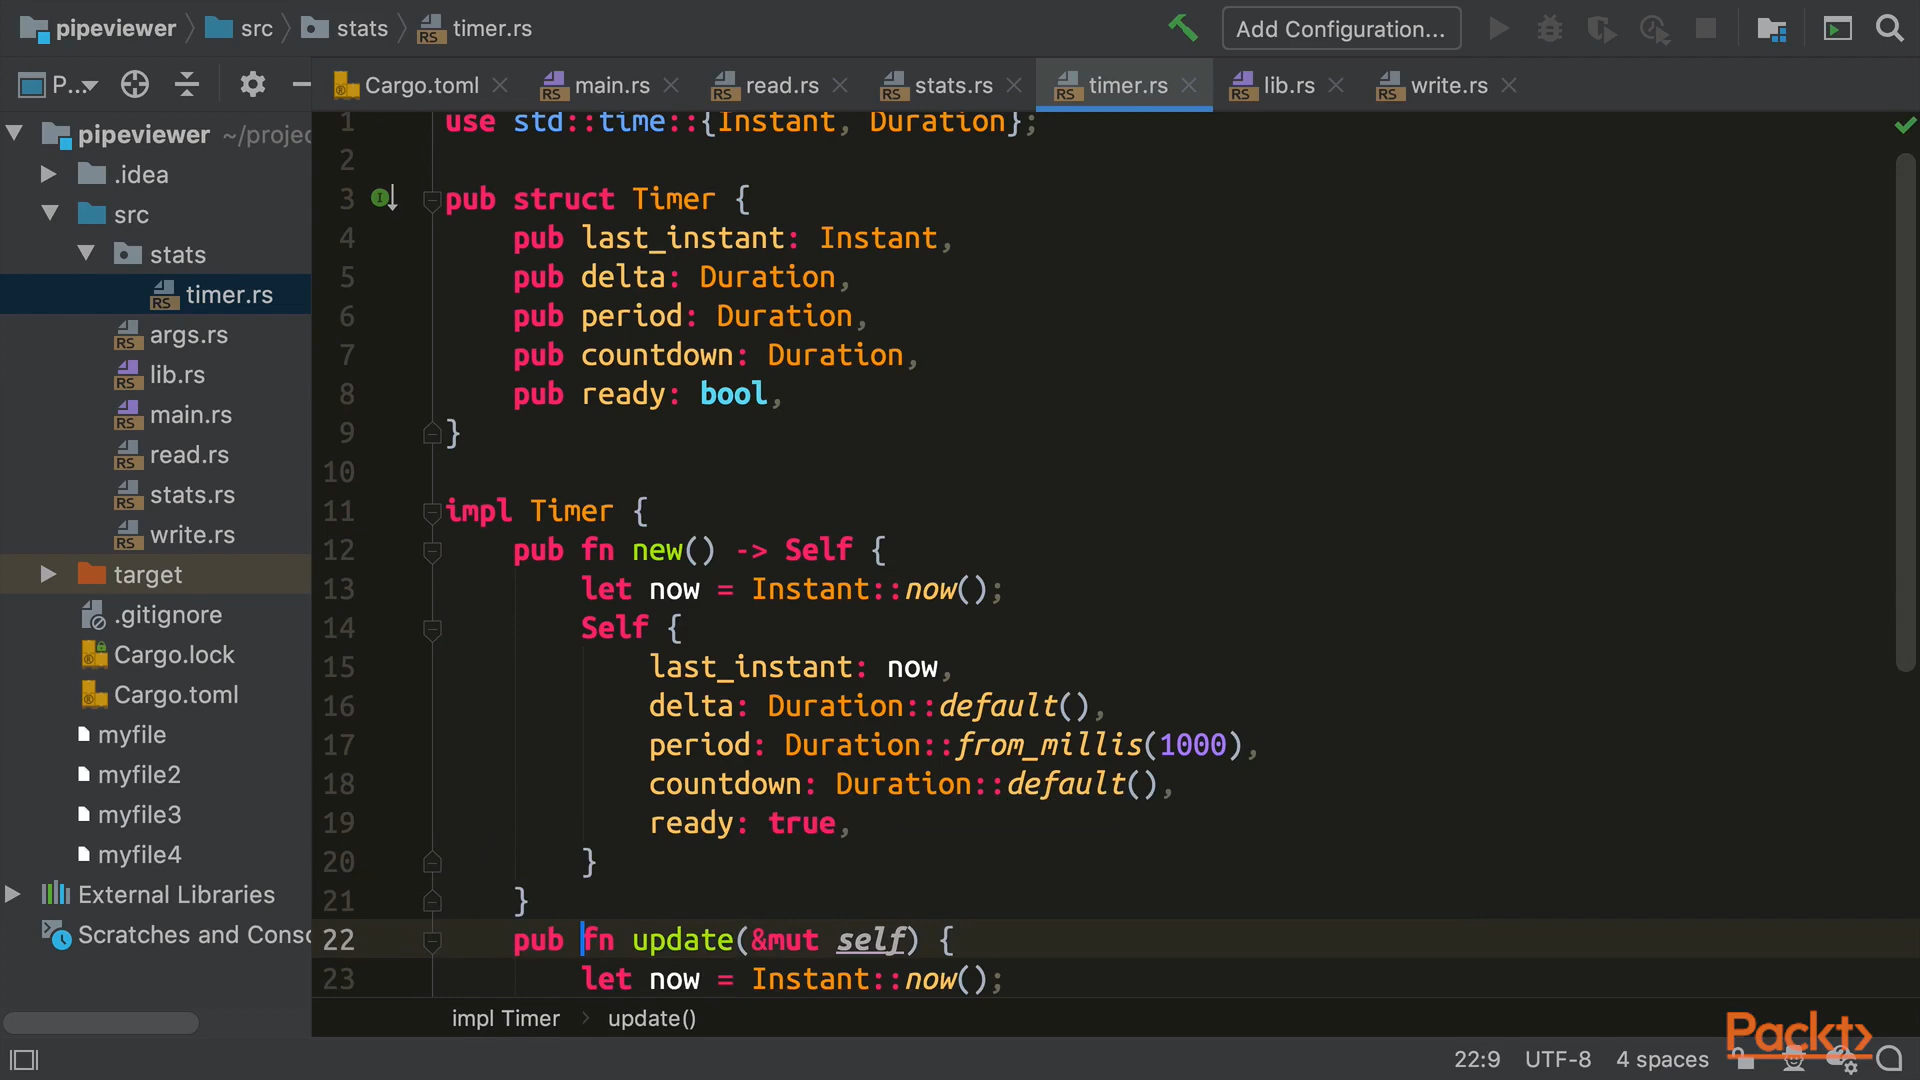 pipeviewer src stats timer.rs
Add Configuration...
P...
Cargo.toml main.rs read.rs stats.rs timer.rs lib.rs write.rs
pipeviewer ~/projec
.idea
src
stats
timer.rs
args.rs
lib.rs
main.rs
read.rs
stats.rs
write.rs
target
.gitignore
Cargo.lock
Cargo.toml
myfile
myfile2
myfile3
myfile4
External Libraries
Scratches and Conso
1 use std::time::{Instant, Duration};
2
3 pub struct Timer {
4 pub last_instant: Instant,
5 pub delta: Duration,
6 pub period: Duration,
7 pub countdown: Duration,
8 pub ready: bool,
9 }
10
11 impl Timer {
12 pub fn new() -> Self {
13 let now = Instant::now();
14 Self {
15 last_instant: now,
16 delta: Duration::default(),
17 period: Duration::from_millis(1000),
18 countdown: Duration::default(),
19 ready: true,
20 }
21 }
22 pub fn update(&mut self) {
23 let now = Instant::now();
impl Timer update()
Packt>
22:9 UTF-8 4 spaces